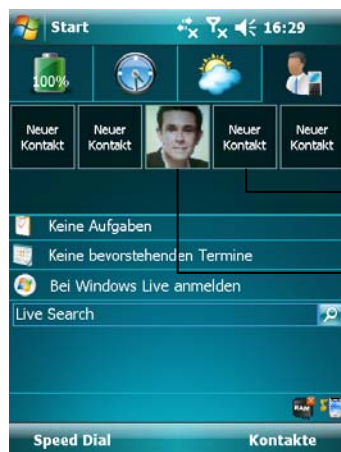 Start 16:29
100%
Neuer Kontakt Neuer Kontakt Neuer Kontakt Neuer Kontakt
Keine Aufgaben
Keine bevorstehenden Termine
Bei Windows Live anmelden
Live Search
RAM
Speed Dial Kontakte